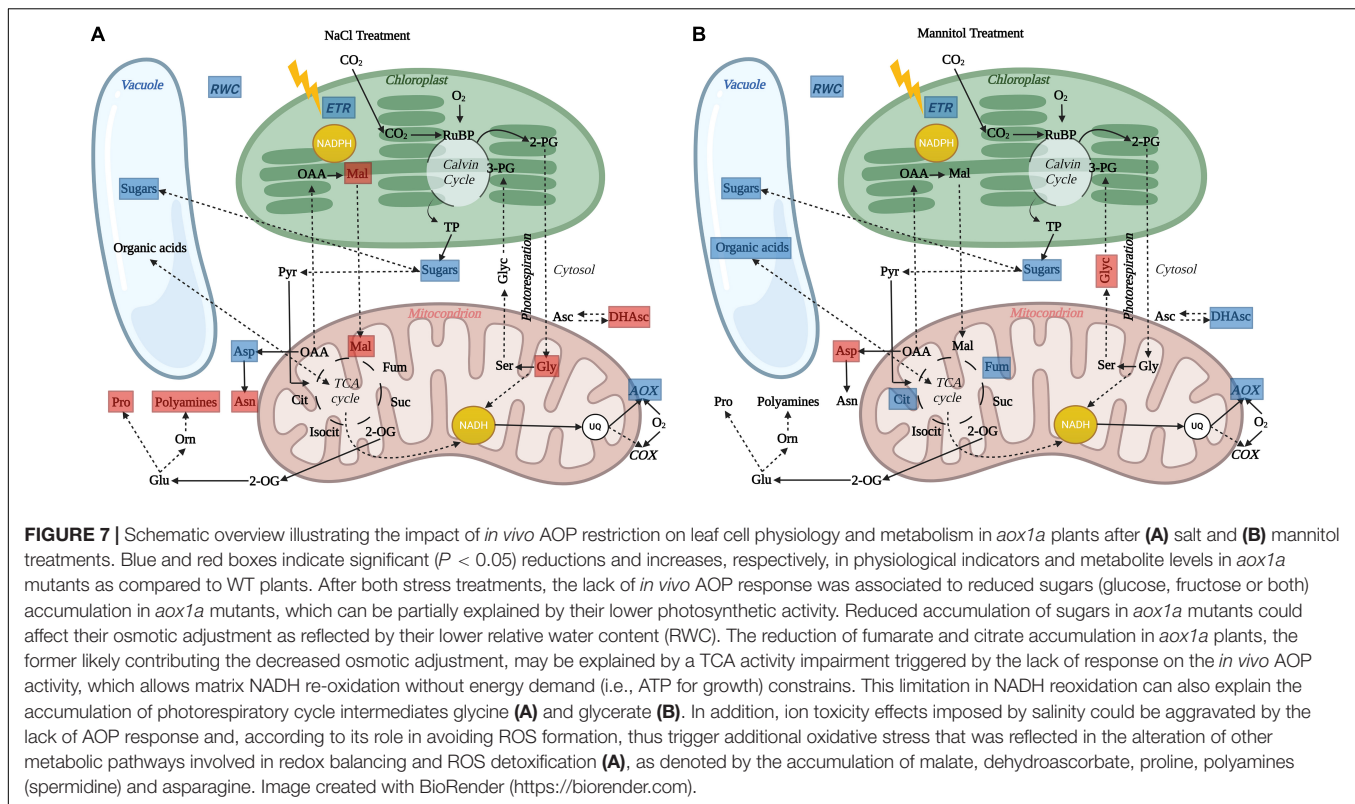 A
NaCl Treatment
CO₂
Vacuole
RWC
Chloroplast
ETR
O₂
NADPH
CO₂
RuBP
2-PG
OAA
Mal
Calvin
Cycle
3-PG
Sugars
TP
Organic acids
Pyr
Sugars
Glyc
Photorespiration
Cytosol
Mitocondrion
Asc
DHAsc
Asp
OAA
Mal
Fum
Ser
Gly
TCA
cycle
AOX
Pro
Polyamines
Asn
Cit
Suc
Isocit
2-OG
NADH
UQ
O₂
COX
Orn
Glu
2-OG
B
Mannitol Treatment
CO₂
Vacuole
RWC
Chloroplast
ETR
O₂
NADPH
CO₂
RuBP
2-PG
OAA
Mal
Calvin
Cycle
3-PG
Sugars
TP
Organic acids
Pyr
Sugars
Glyc
Photorespiration
Cytosol
Mitocondrion
Asc
DHAsc
Asp
OAA
Mal
Fum
Ser
Gly
TCA
cycle
AOX
Pro
Polyamines
Asn
Cit
Suc
Isocit
2-OG
NADH
UQ
O₂
COX
Orn
Glu
2-OG
FIGURE 7 | Schematic overview illustrating the impact of in vivo AOP restriction on leaf cell physiology and metabolism in aox1a plants after (A) salt and (B) mannitol
treatments. Blue and red boxes indicate significant (P < 0.05) reductions and increases, respectively, in physiological indicators and metabolite levels in aox1a
mutants as compared to WT plants. After both stress treatments, the lack of in vivo AOP response was associated to reduced sugars (glucose, fructose or both)
accumulation in aox1a mutants, which can be partially explained by their lower photosynthetic activity. Reduced accumulation of sugars in aox1a mutants could
affect their osmotic adjustment as reflected by their lower relative water content (RWC). The reduction of fumarate and citrate accumulation in aox1a plants, the
former likely contributing the decreased osmotic adjustment, may be explained by a TCA activity impairment triggered by the lack of response on the in vivo AOP
activity, which allows matrix NADH re-oxidation without energy demand (i.e., ATP for growth) constrains. This limitation in NADH reoxidation can also explain the
accumulation of photorespiratory cycle intermediates glycine (A) and glycerate (B). In addition, ion toxicity effects imposed by salinity could be aggravated by the
lack of AOP response and, according to its role in avoiding ROS formation, thus trigger additional oxidative stress that was reflected in the alteration of other
metabolic pathways involved in redox balancing and ROS detoxification (A), as denoted by the accumulation of malate, dehydroascorbate, proline, polyamines
(spermidine) and asparagine. Image created with BioRender (https://biorender.com).